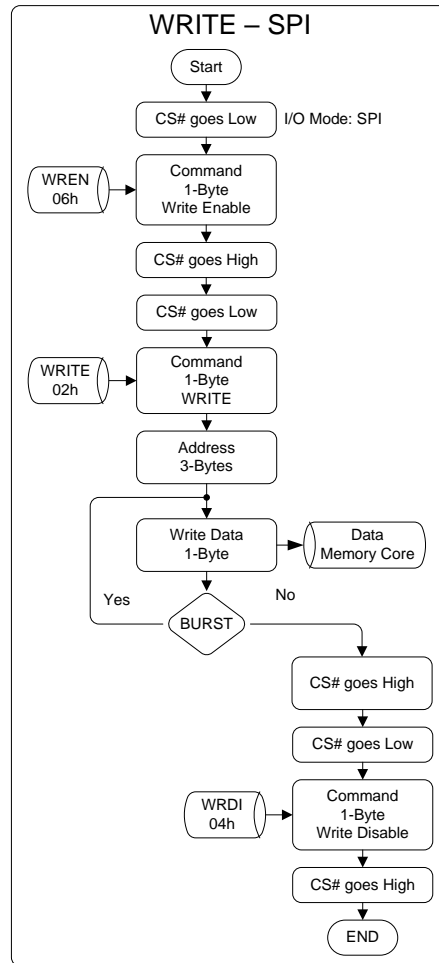 WRITE – SPI
Start
CS# goes Low
I/O Mode: SPI
WREN
06h
Command
1-Byte
Write Enable
CS# goes High
CS# goes Low
WRITE
02h
Command
1-Byte
WRITE
Address
3-Bytes
Write Data
1-Byte
Data
Memory Core
Yes
No
BURST
CS# goes High
CS# goes Low
WRDI
04h
Command
1-Byte
Write Disable
CS# goes High
END